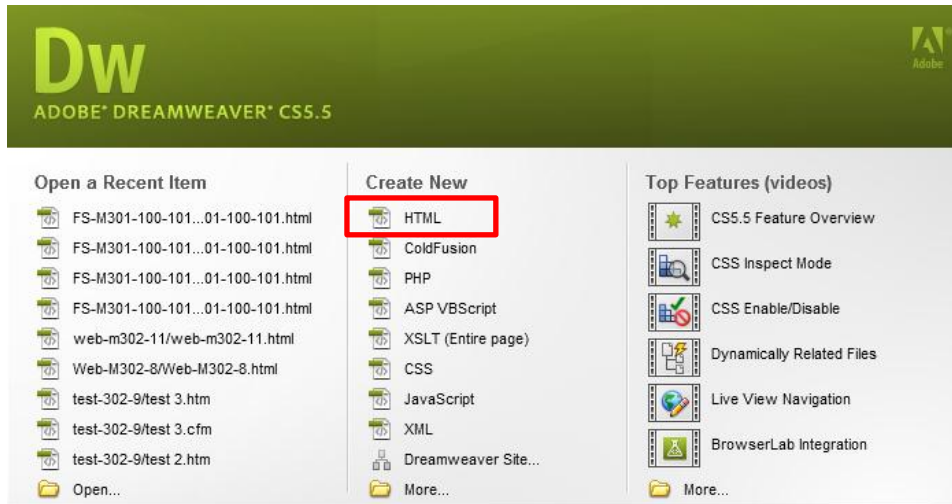 Dw
Adobe
ADOBE® DREAMWEAVER® CS5.5
Open a Recent Item
FS-M301-100-101...01-100-101.html
FS-M301-100-101...01-100-101.html
FS-M301-100-101...01-100-101.html
FS-M301-100-101...01-100-101.html
web-m302-11/web-m302-11.html
Web-M302-8/Web-M302-8.html
test-302-9/test 3.htm
test-302-9/test 3.cfm
test-302-9/test 2.htm
Open...
Create New
HTML
ColdFusion
PHP
ASP VBScript
XSLT (Entire page)
CSS
JavaScript
XML
Dreamweaver Site...
More...
Top Features (videos)
CS5.5 Feature Overview
CSS Inspect Mode
CSS Enable/Disable
Dynamically Related Files
Live View Navigation
BrowserLab Integration
More...